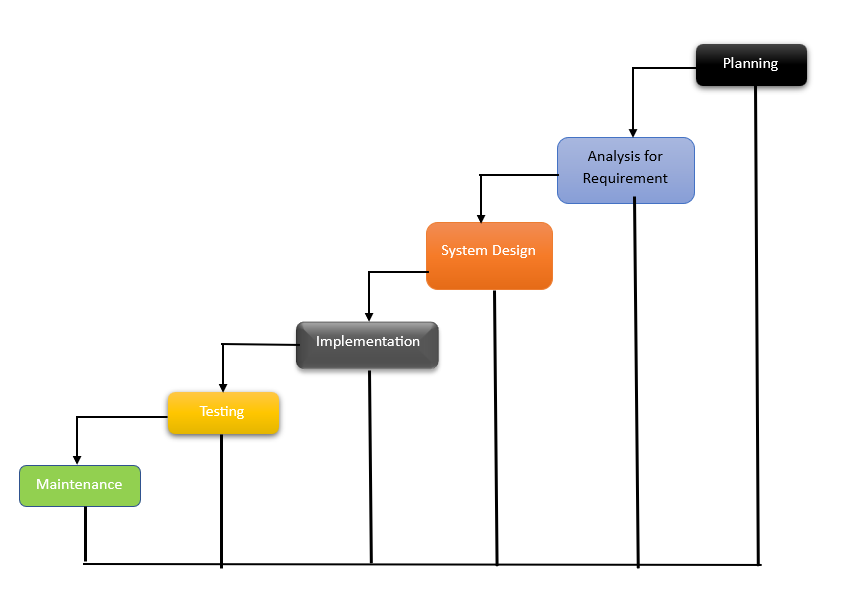 Planning
Analysis for
Requirement
System Design
Implementation
Testing
Maintenance